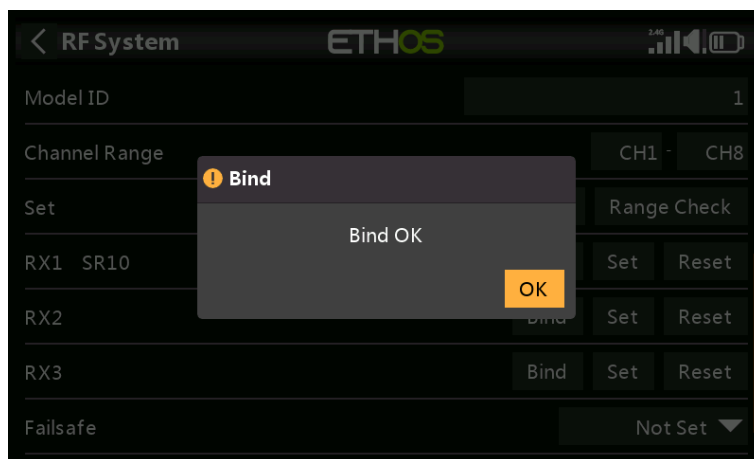 RF System ETHOS 2.4G
Model ID 1
Channel Range CH1 - CH8
Bind
Set Range Check
Bind OK
RX1 SR10 Set Reset
OK
RX2 Bind Set Reset
RX3 Bind Set Reset
Failsafe Not Set